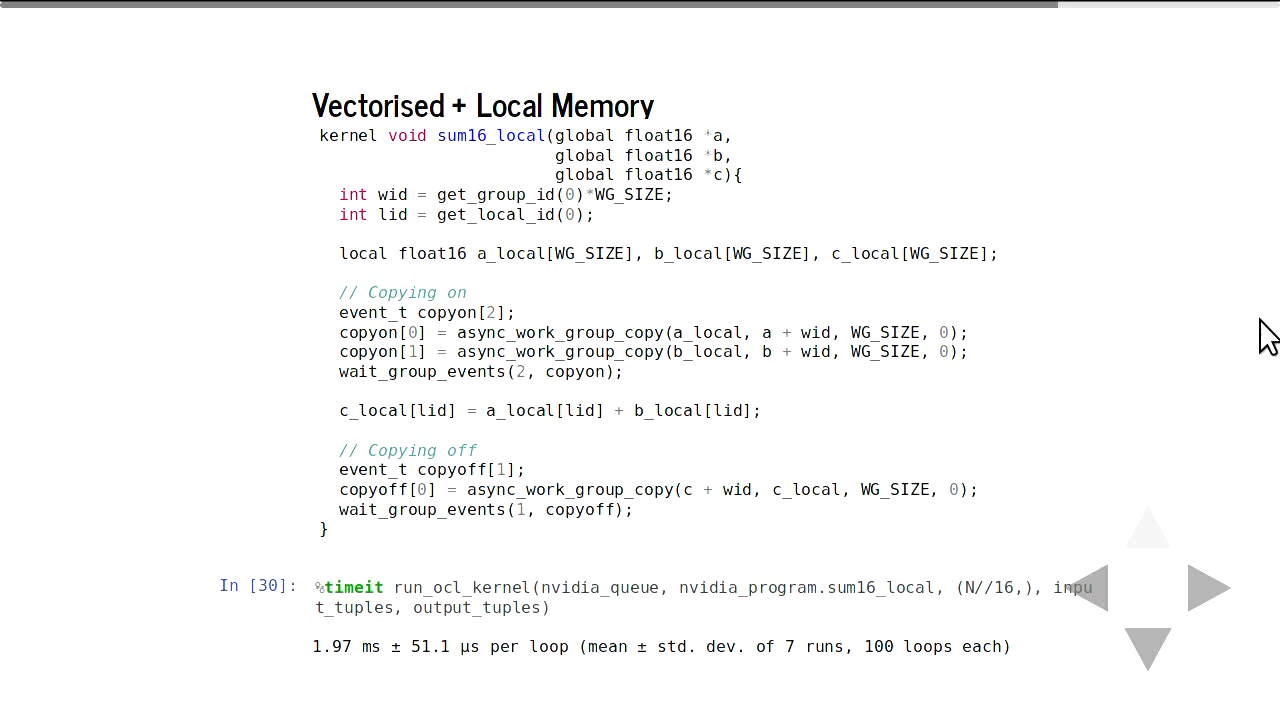 Vectorised + Local Memory
kernel void sum16_local(global float16 *a,
                        global float16 *b,
                        global float16 *c){
  int wid = get_group_id(0)*WG_SIZE;
  int lid = get_local_id(0);
  local float16 a_local[WG_SIZE], b_local[WG_SIZE], c_local[WG_SIZE];
  // Copying on
  event_t copyon[2];
  copyon[0] = async_work_group_copy(a_local, a + wid, WG_SIZE, 0);
  copyon[1] = async_work_group_copy(b_local, b + wid, WG_SIZE, 0);
  wait_group_events(2, copyon);
  c_local[lid] = a_local[lid] + b_local[lid];
  // Copying off
  event_t copyoff[1];
  copyoff[0] = async_work_group_copy(c + wid, c_local, WG_SIZE, 0);
  wait_group_events(1, copyoff);
}
In [30]: %timeit run_ocl_kernel(nvidia_queue, nvidia_program.sum16_local, (N//16,), inpu
t_tuples, output_tuples)
1.97 ms ± 51.1 µs per loop (mean ± std. dev. of 7 runs, 100 loops each)